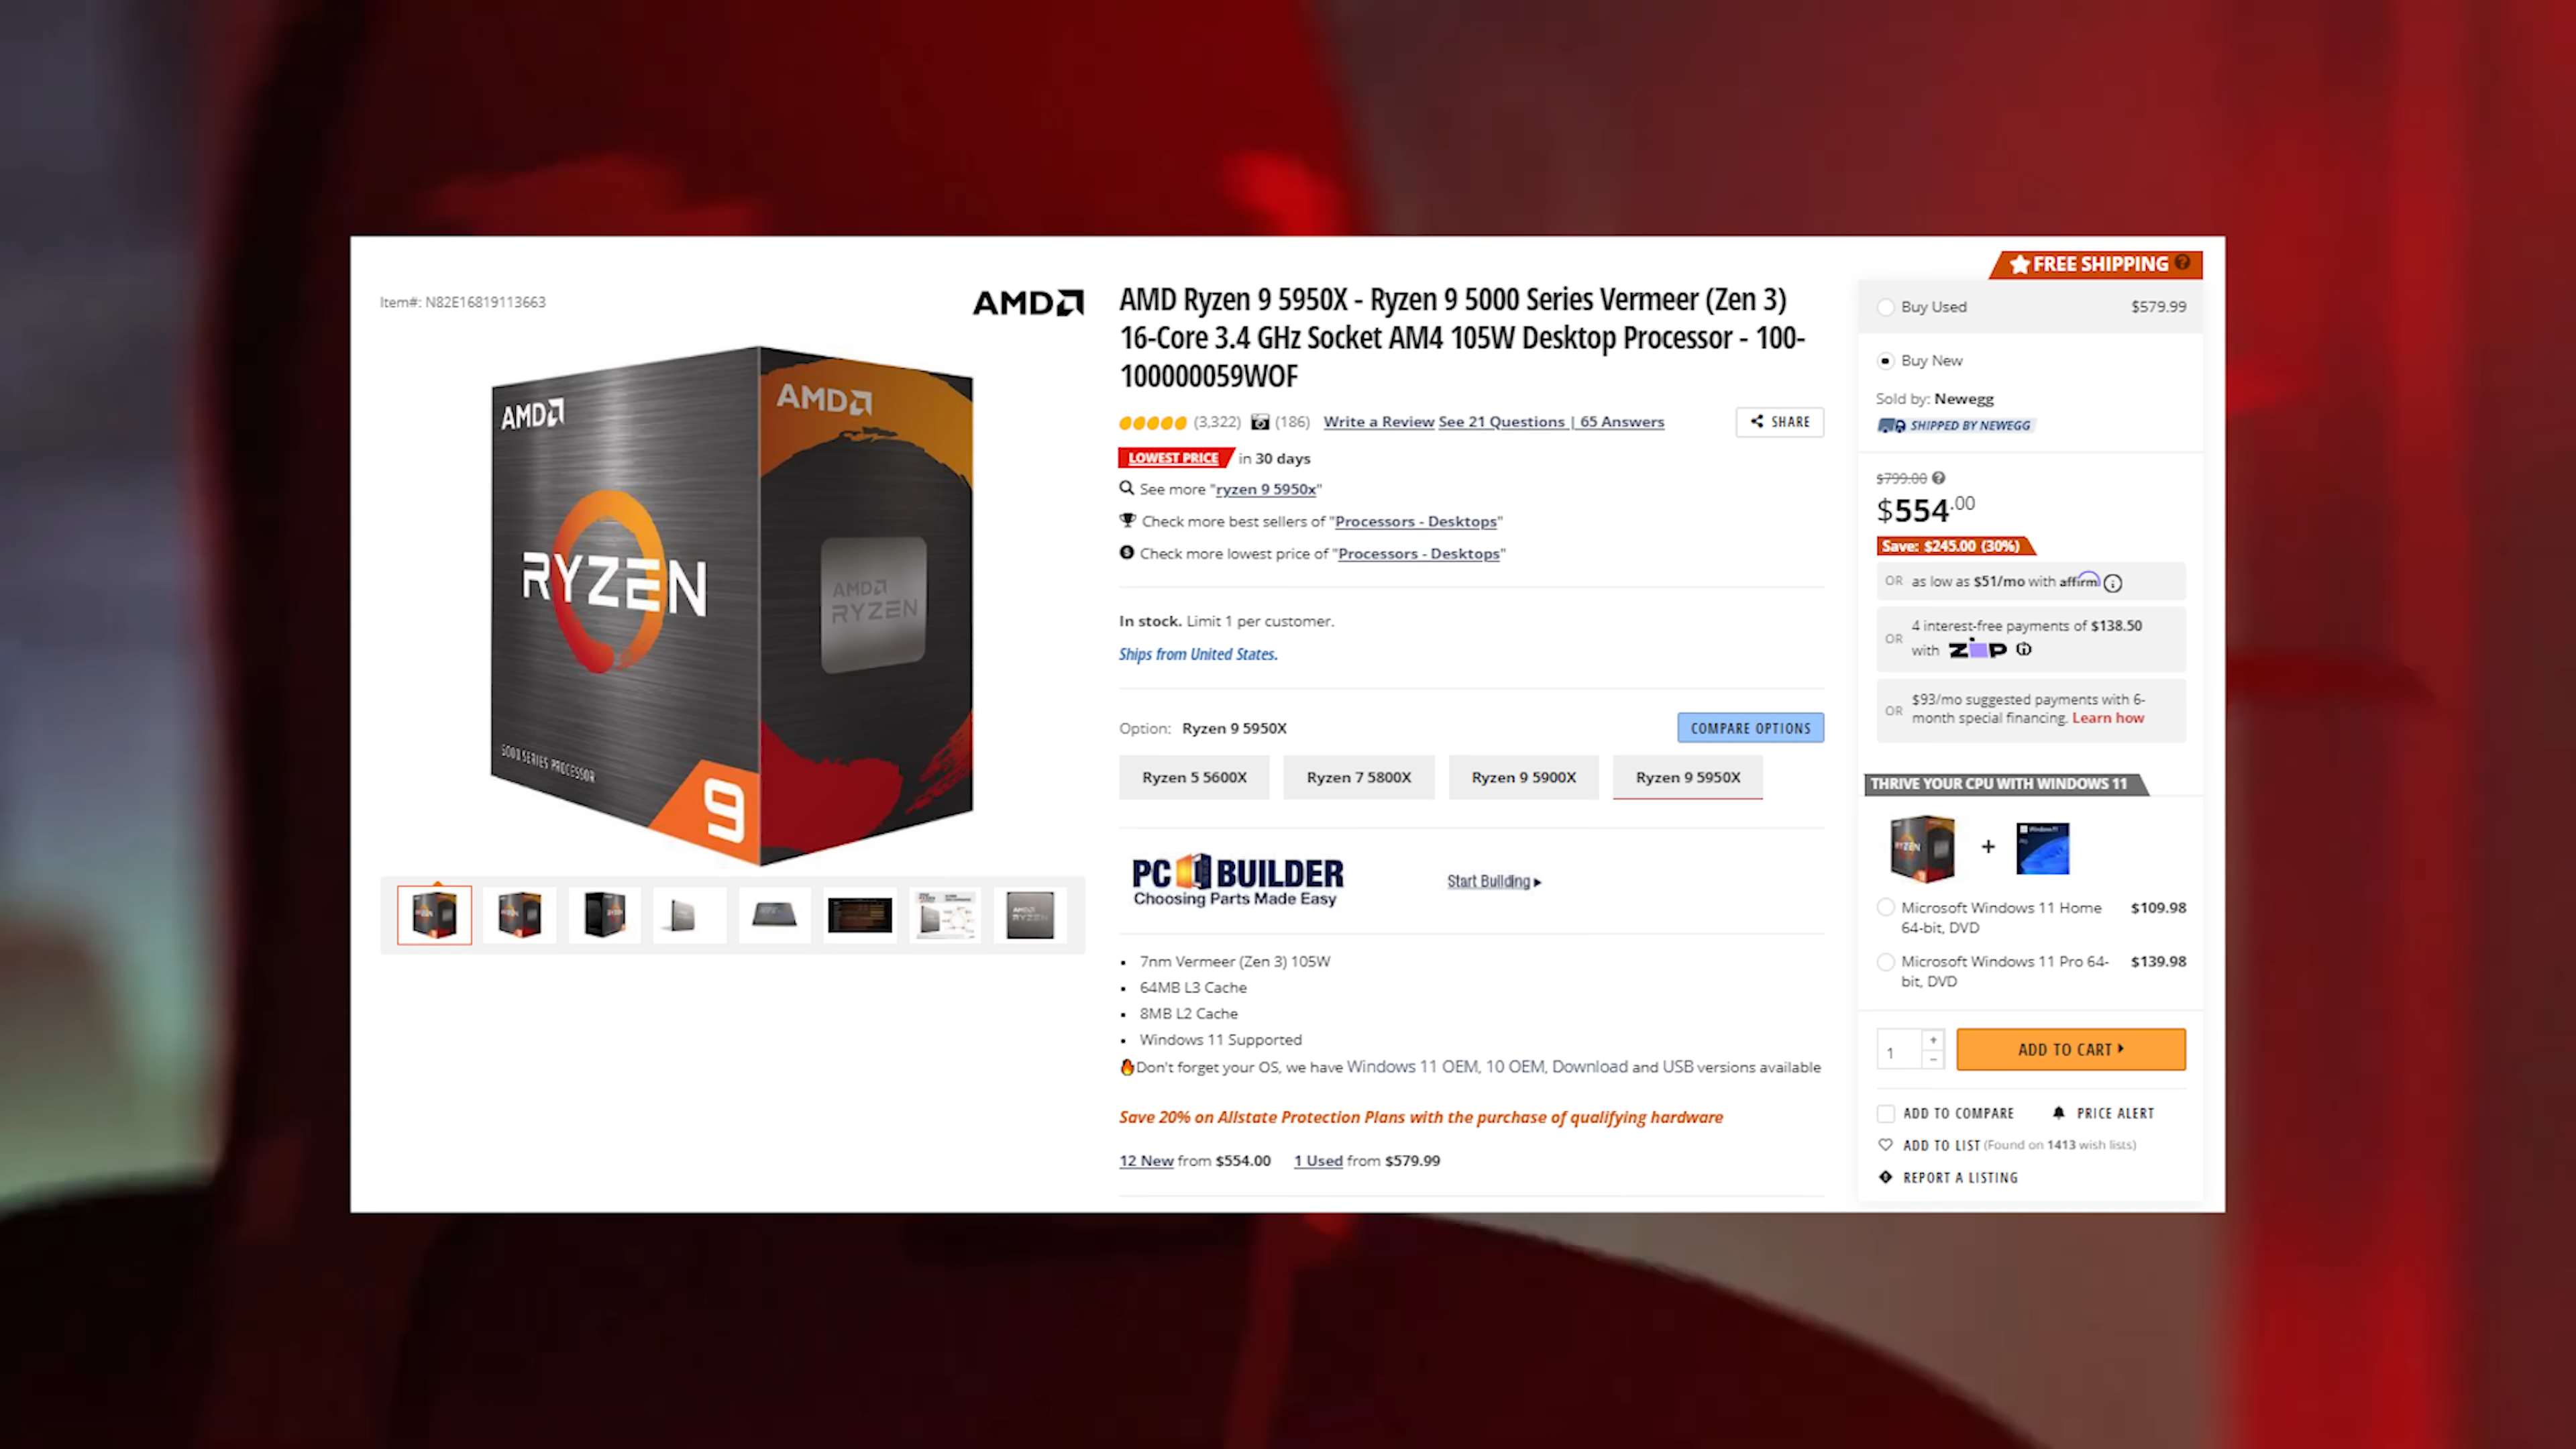 Item#: N82E16819113663
AMD
AMD
AMD
RYZEN
AMD
RYZEN
5000 SERIES PROCESSOR
9
AMD Ryzen 9 5950X - Ryzen 9 5000 Series Vermeer (Zen 3)
16-Core 3.4 GHz Socket AM4 105W Desktop Processor - 100-
100000059WOF
(3,322) (186) Write a Review See 21 Questions | 65 Answers
SHARE
LOWEST PRICE in 30 days
See more "ryzen 9 5950x"
Check more best sellers of "Processors - Desktops"
Check more lowest price of "Processors - Desktops"
In stock. Limit 1 per customer.
Ships from United States.
Option: Ryzen 9 5950X
COMPARE OPTIONS
Ryzen 5 5600X Ryzen 7 5800X Ryzen 9 5900X Ryzen 9 5950X
PC BUILDER
Choosing Parts Made Easy
Start Building
• 7nm Vermeer (Zen 3) 105W
• 64MB L3 Cache
• 8MB L2 Cache
• Windows 11 Supported
🔥Don't forget your OS, we have Windows 11 OEM, 10 OEM, Download and USB versions available
Save 20% on Allstate Protection Plans with the purchase of qualifying hardware
12 New from $554.00 1 Used from $579.99
FREE SHIPPING
Buy Used $579.99
Buy New
Sold by: Newegg
SHIPPED BY NEWEGG
$799.00
$554.00
Save: $245.00 (30%)
OR as low as $51/mo with affirm
OR 4 interest-free payments of $138.50
with ZIP
OR $93/mo suggested payments with 6-
month special financing. Learn how
THRIVE YOUR CPU WITH WINDOWS 11
RYZEN
+
Microsoft Windows 11 Home $109.98
64-bit, DVD
Microsoft Windows 11 Pro 64- $139.98
bit, DVD
1
+
-
ADD TO CART
ADD TO COMPARE PRICE ALERT
ADD TO LIST (Found on 1413 wish lists)
REPORT A LISTING